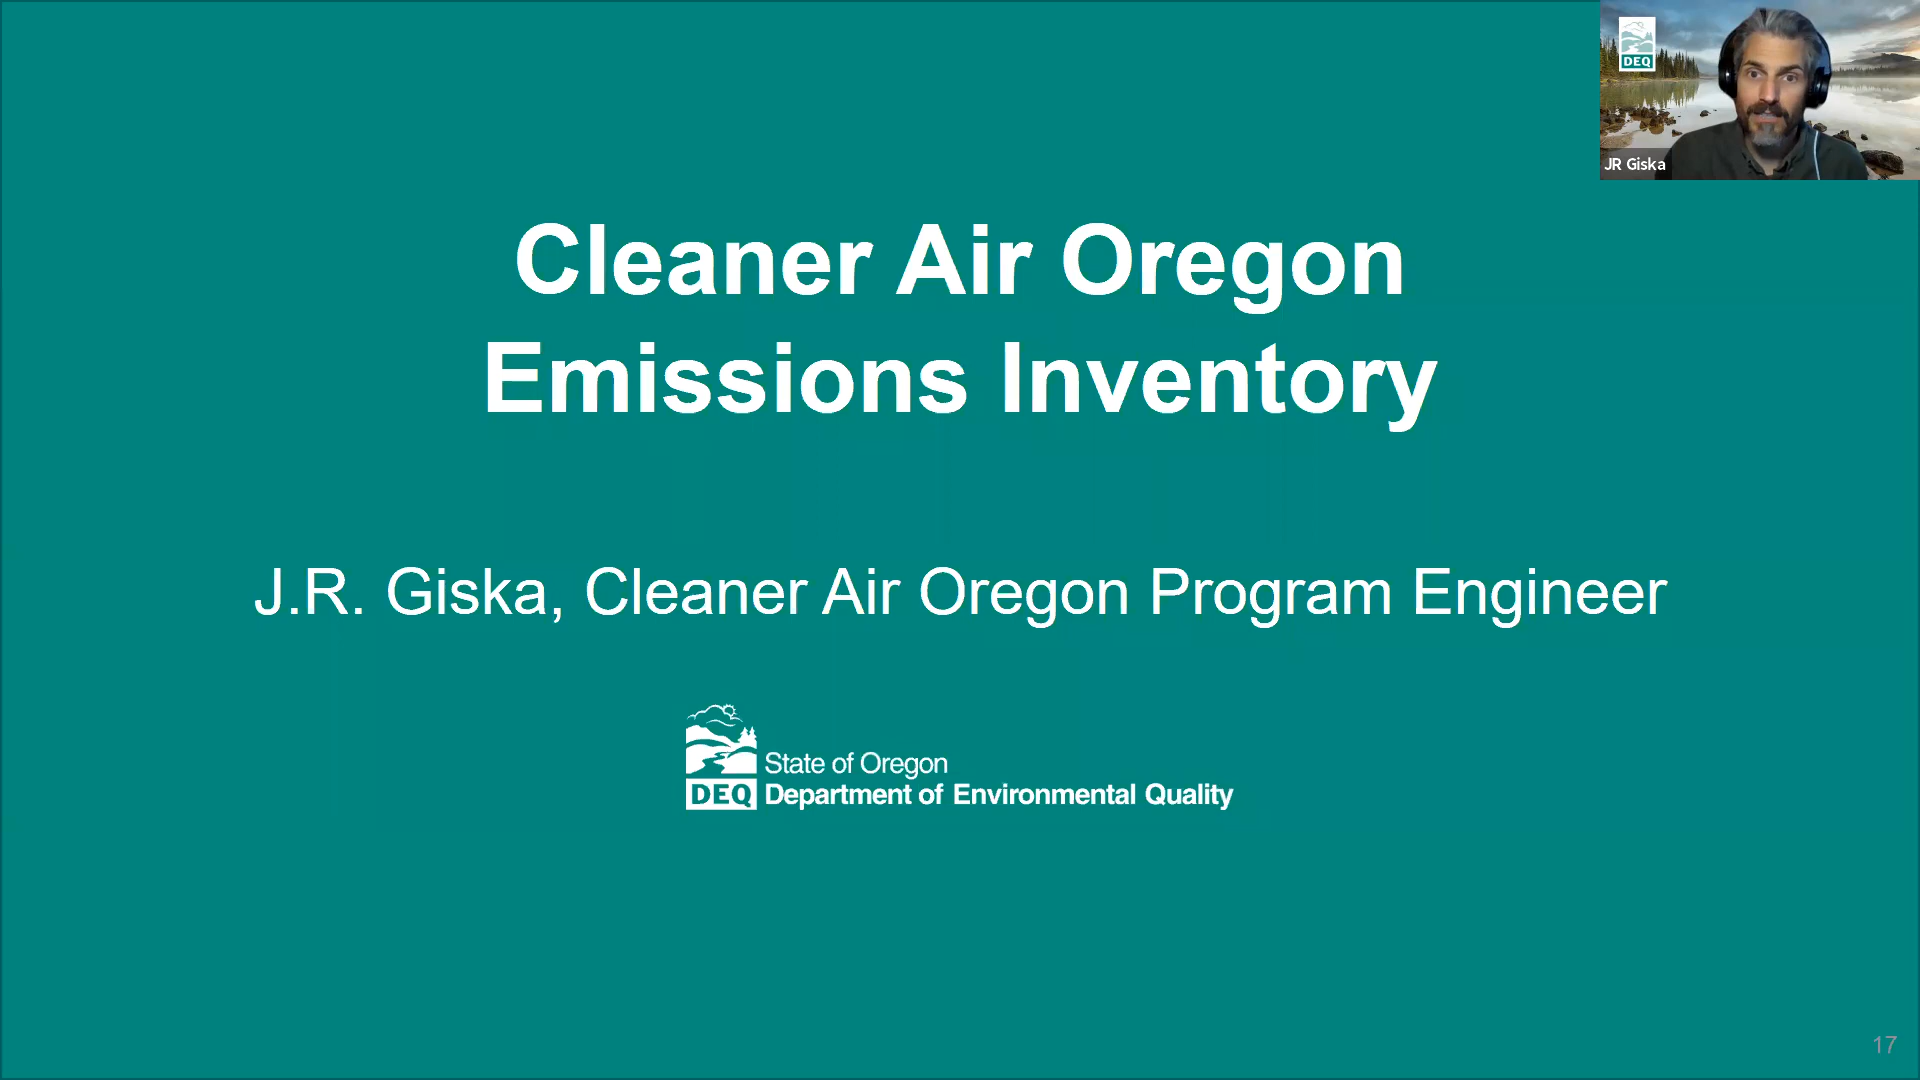 DEQ
JR Giska
Cleaner Air Oregon
Emissions Inventory
J.R. Giska, Cleaner Air Oregon Program Engineer
State of Oregon
DEQ Department of Environmental Quality
17